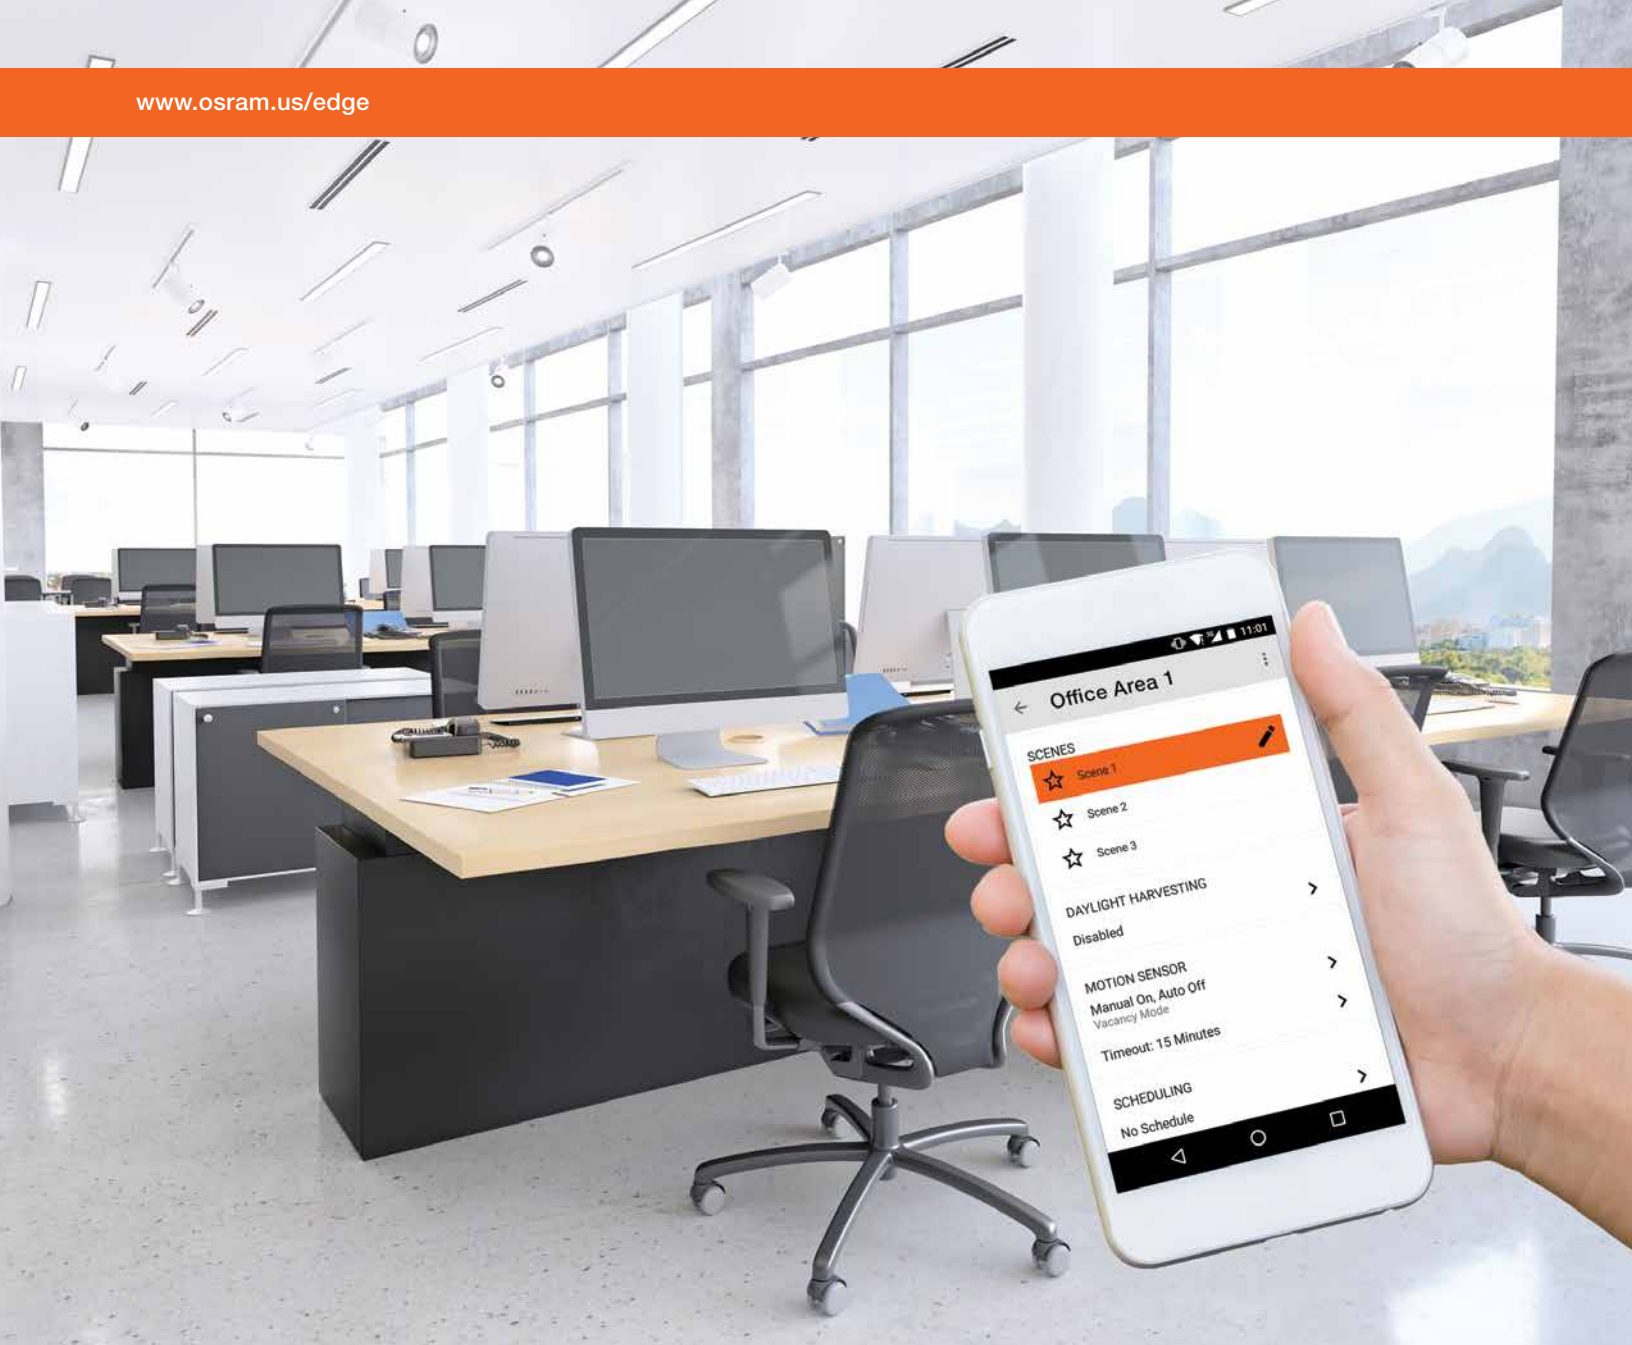 www.osram.us/edge
11:01
Office Area 1
SCENES
Scene 1
Scene 2
Scene 3
DAYLIGHT HARVESTING
Disabled
MOTION SENSOR
Manual On, Auto Off
Vacancy Mode
Timeout: 15 Minutes
SCHEDULING
No Schedule